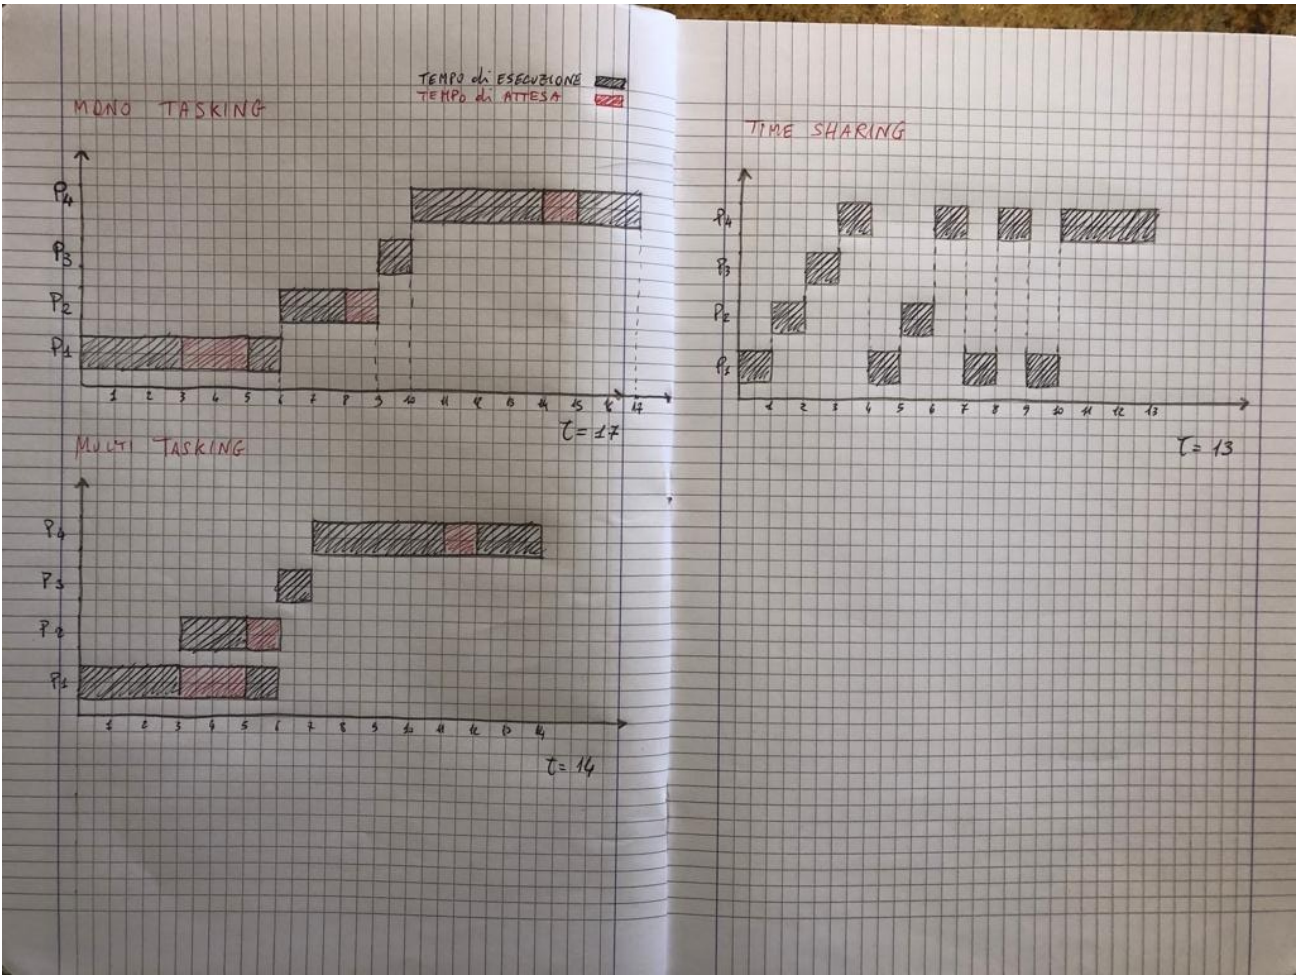 TEMPO di ESECUZIONE
TEMPO di ATTESA
MONO TASKING
P4
P3
P2
P1
1 2 3 4 5 6 7 8 9 10 11 12 13 14 15 16 17
τ= 17
MULTI TASKING
P4
P3
P2
P1
1 2 3 4 5 6 7 8 9 10 11 12 13 14
τ= 14
TIME SHARING
P4
P3
P2
P1
1 2 3 4 5 6 7 8 9 10 11 12 13
τ= 13